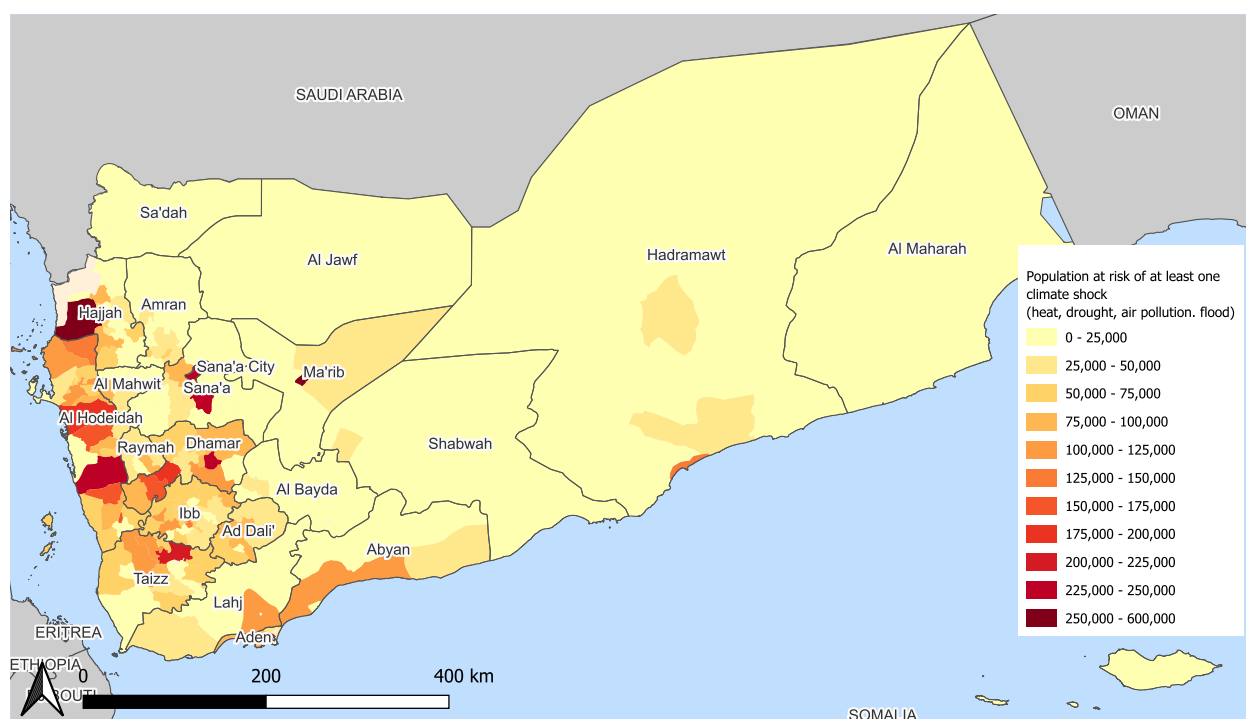 SAUDI ARABIA
OMAN
Sa'dah
Al Jawf
Hadramawt
Al Maharah
Hajjah
Amran
Sana'a City
Ma'rib
Al Mahwit
Sana'a
Al Hodeidah
Raymah
Dhamar
Shabwah
Al Bayda
Ibb
Ad Dali'
Abyan
Taizz
Lahj
Aden
ERITREA
ETHIOPIA
SOMALIA
0
200
400 km
Population at risk of at least one
climate shock
(heat, drought, air pollution. flood)
0 - 25,000
25,000 - 50,000
50,000 - 75,000
75,000 - 100,000
100,000 - 125,000
125,000 - 150,000
150,000 - 175,000
175,000 - 200,000
200,000 - 225,000
225,000 - 250,000
250,000 - 600,000